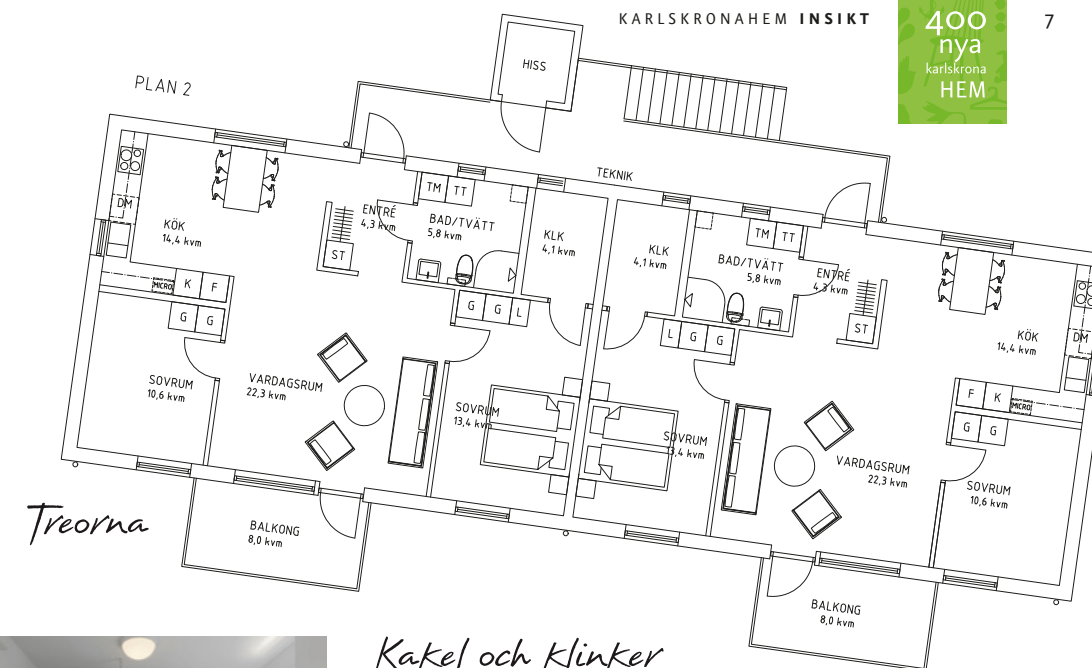 KARLSKRONAHEM INSIKT
400
nya
karlskrona
HEM
7
PLAN 2
HISS
TEKNIK
DM
KÖK
14,4 kvm
MICRO
K
F
G
G
SOVRUM
10,6 kvm
VARDAGSRUM
22,3 kvm
ENTRÉ
4,3 kvm
ST
TM
TT
BAD/TVÄTT
5,8 kvm
KLK
4,1 kvm
G
G
L
SOVRUM
13,4 kvm
BALKONG
8,0 kvm
KLK
4,1 kvm
TM
TT
BAD/TVÄTT
5,8 kvm
ENTRÉ
4,3 kvm
ST
L
G
G
SOVRUM
13,4 kvm
KÖK
14,4 kvm
DM
F
K
MICRO
G
G
VARDAGSRUM
22,3 kvm
SOVRUM
10,6 kvm
BALKONG
8,0 kvm
Treorna
Kakel och klinker